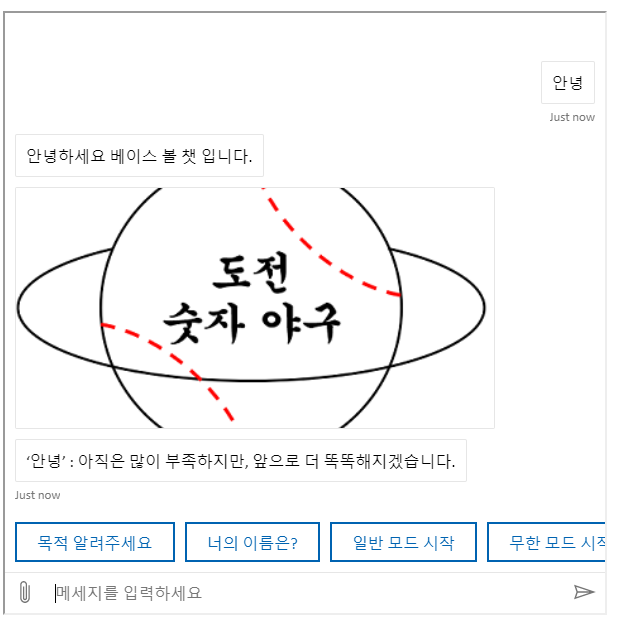 안녕
Just now
안녕하세요 베이스 볼 챗 입니다.
도전
숫자 야구
‘안녕’ : 아직은 많이 부족하지만, 앞으로 더 똑똑해지겠습니다.
Just now
목적 알려주세요
너의 이름은?
일반 모드 시작
무한 모드 시작
메세지를 입력하세요